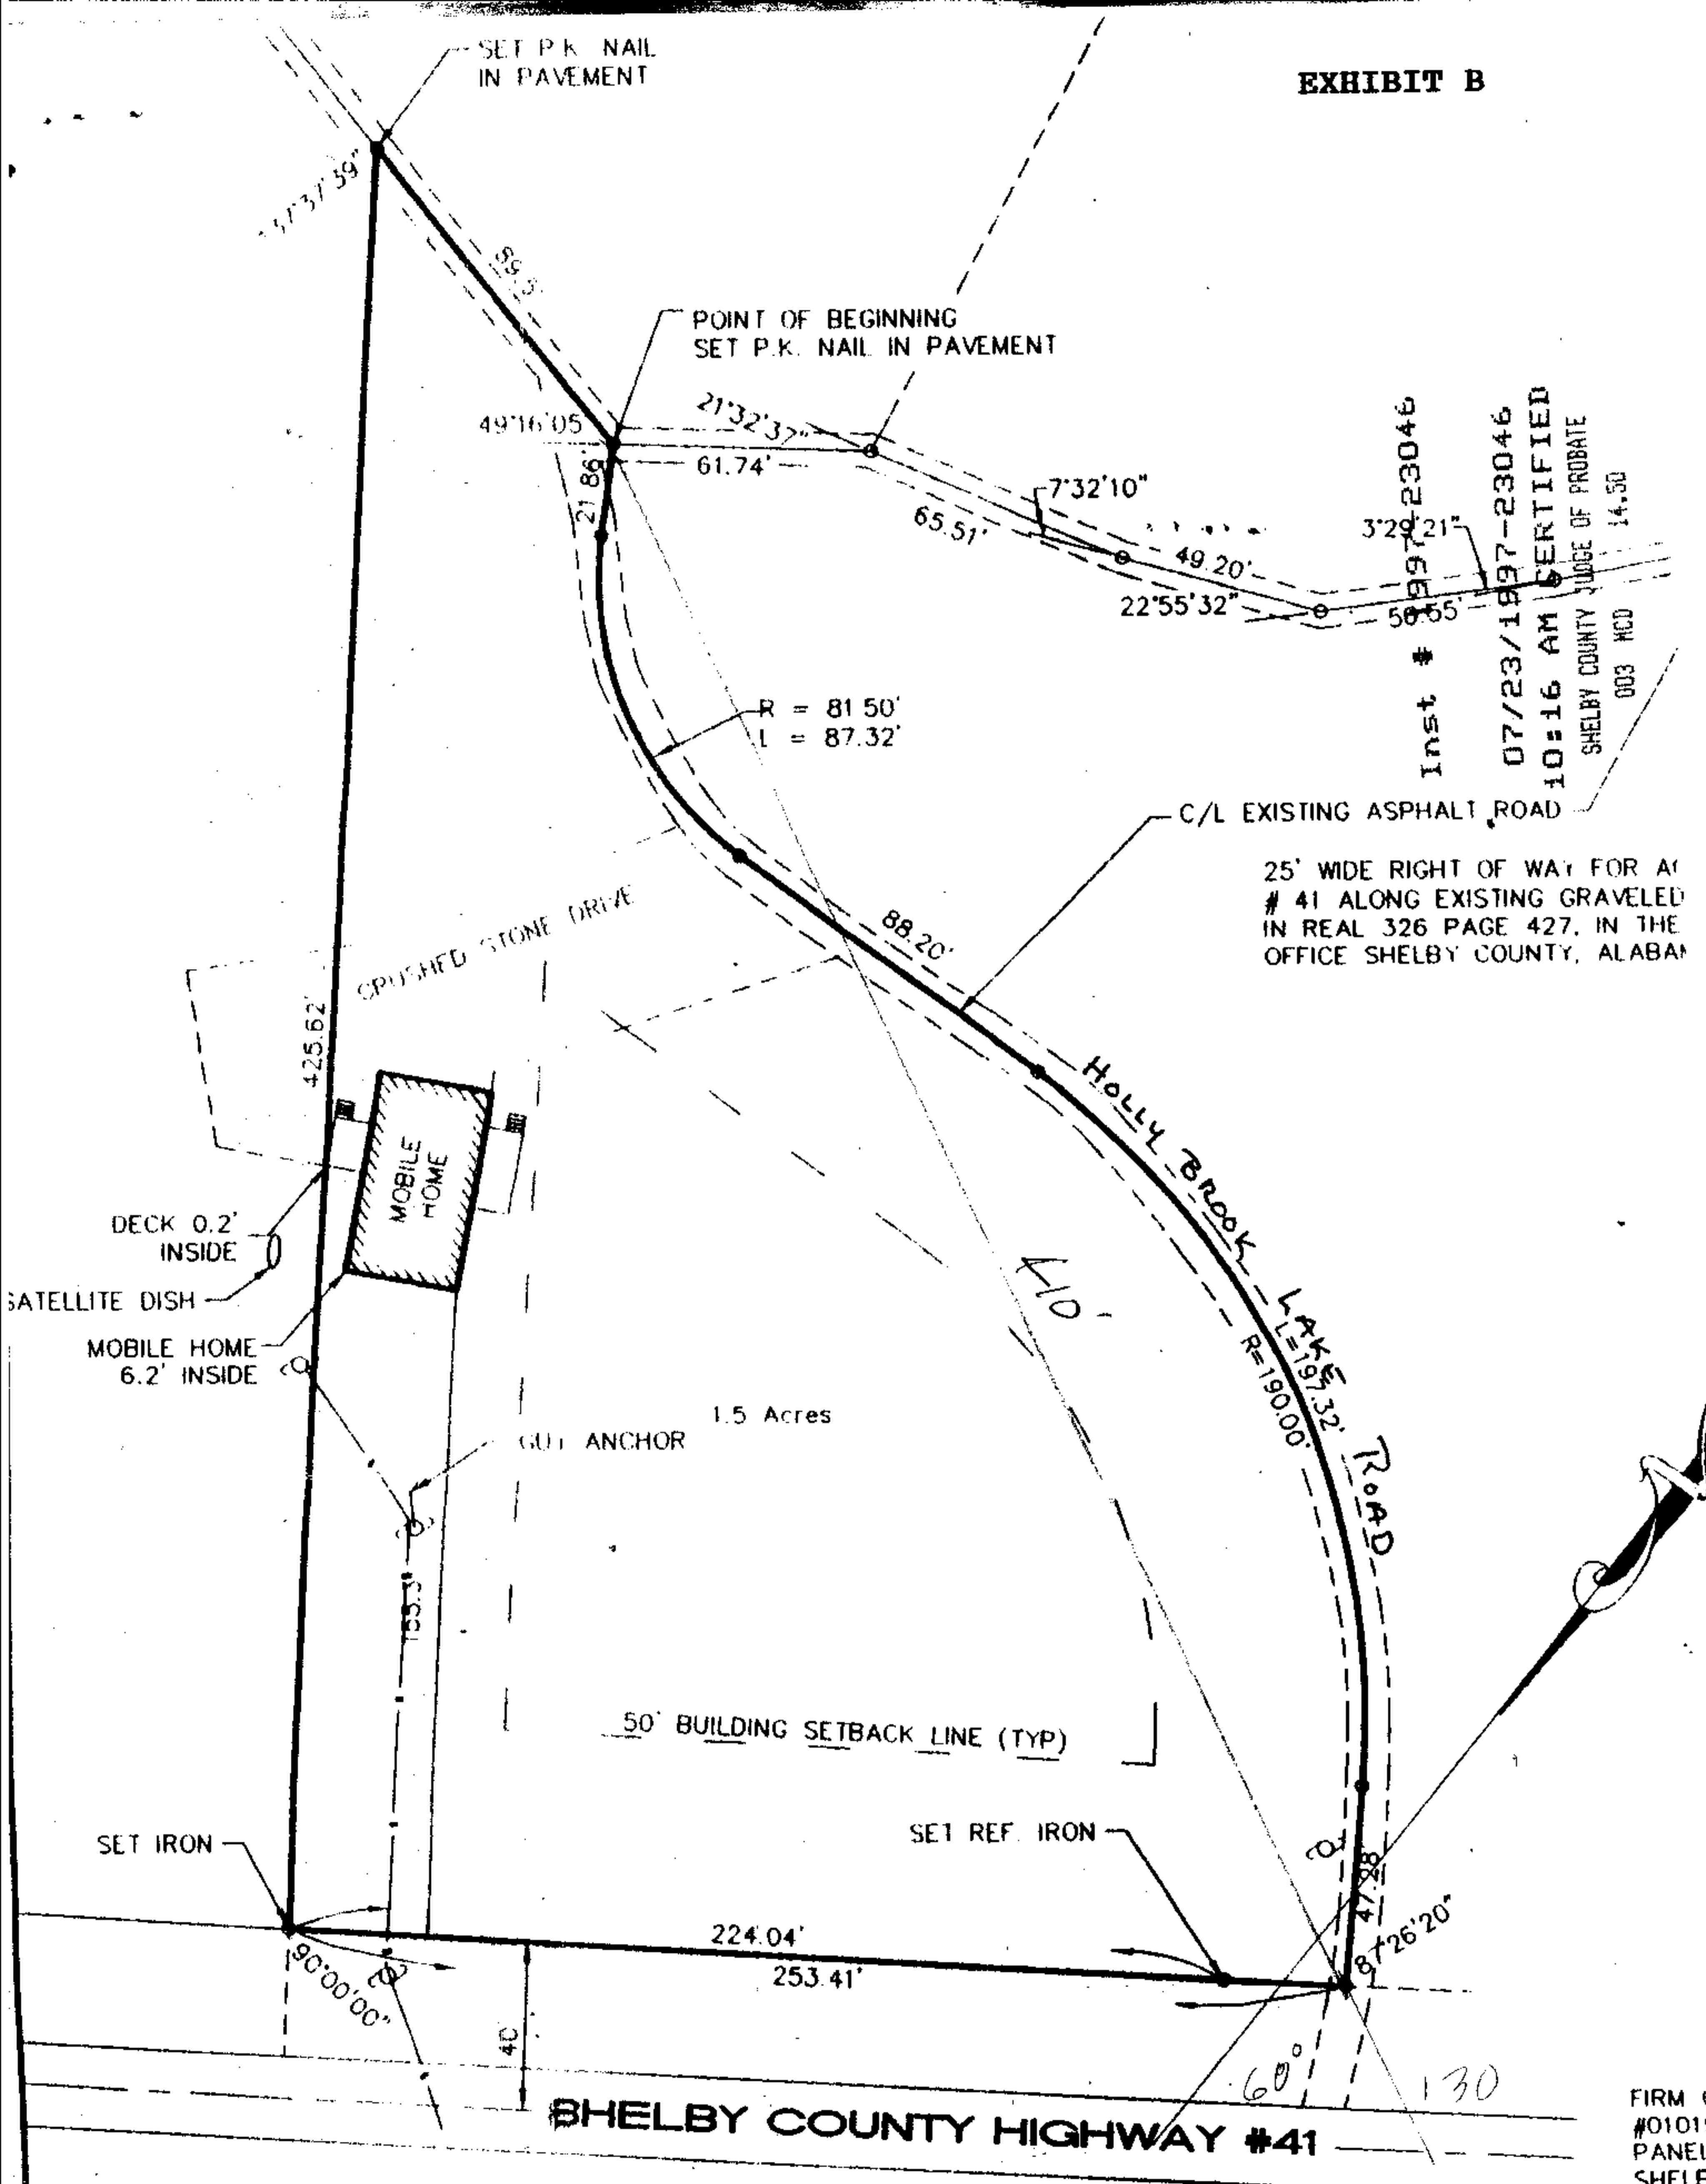 SET P.K. NAIL
IN PAVEMENT
EXHIBIT B
POINT OF BEGINNING
SET P.K. NAIL IN PAVEMENT
49°16'05"
21°32'37"
61.74'
21.86'
7°32'10"
65.51'
49.20'
22°55'32"
3°29'21"
Inst # 1997-23046
07/23/1997-23046
10:16 AM CERTIFIED
SHELBY COUNTY JUDGE OF PROBATE
003 MCD 14.50
R = 81.50'
L = 87.32'
C/L EXISTING ASPHALT ROAD
25' WIDE RIGHT OF WAY FOR
# 41 ALONG EXISTING GRAVELED
IN REAL 326 PAGE 427, IN THE
OFFICE SHELBY COUNTY,
88.20'
CRUSHED STONE DRIVE
425.62'
MOBILE
HOME
HOLLY BROOK LAKE ROAD
L=197.32'
R=190.00'
DECK 0.2'
INSIDE
SATELLITE DISH
MOBILE HOME
6.2' INSIDE
1.5 Acres
GUY ANCHOR
155.3'
50' BUILDING SETBACK LINE (TYP)
SET IRON
SET REF. IRON
47.28
87°26'20"
224.04'
253.41'
90°00'00"
40
60°
130
SHELBY COUNTY HIGHWAY #41
FIRM
PANEL